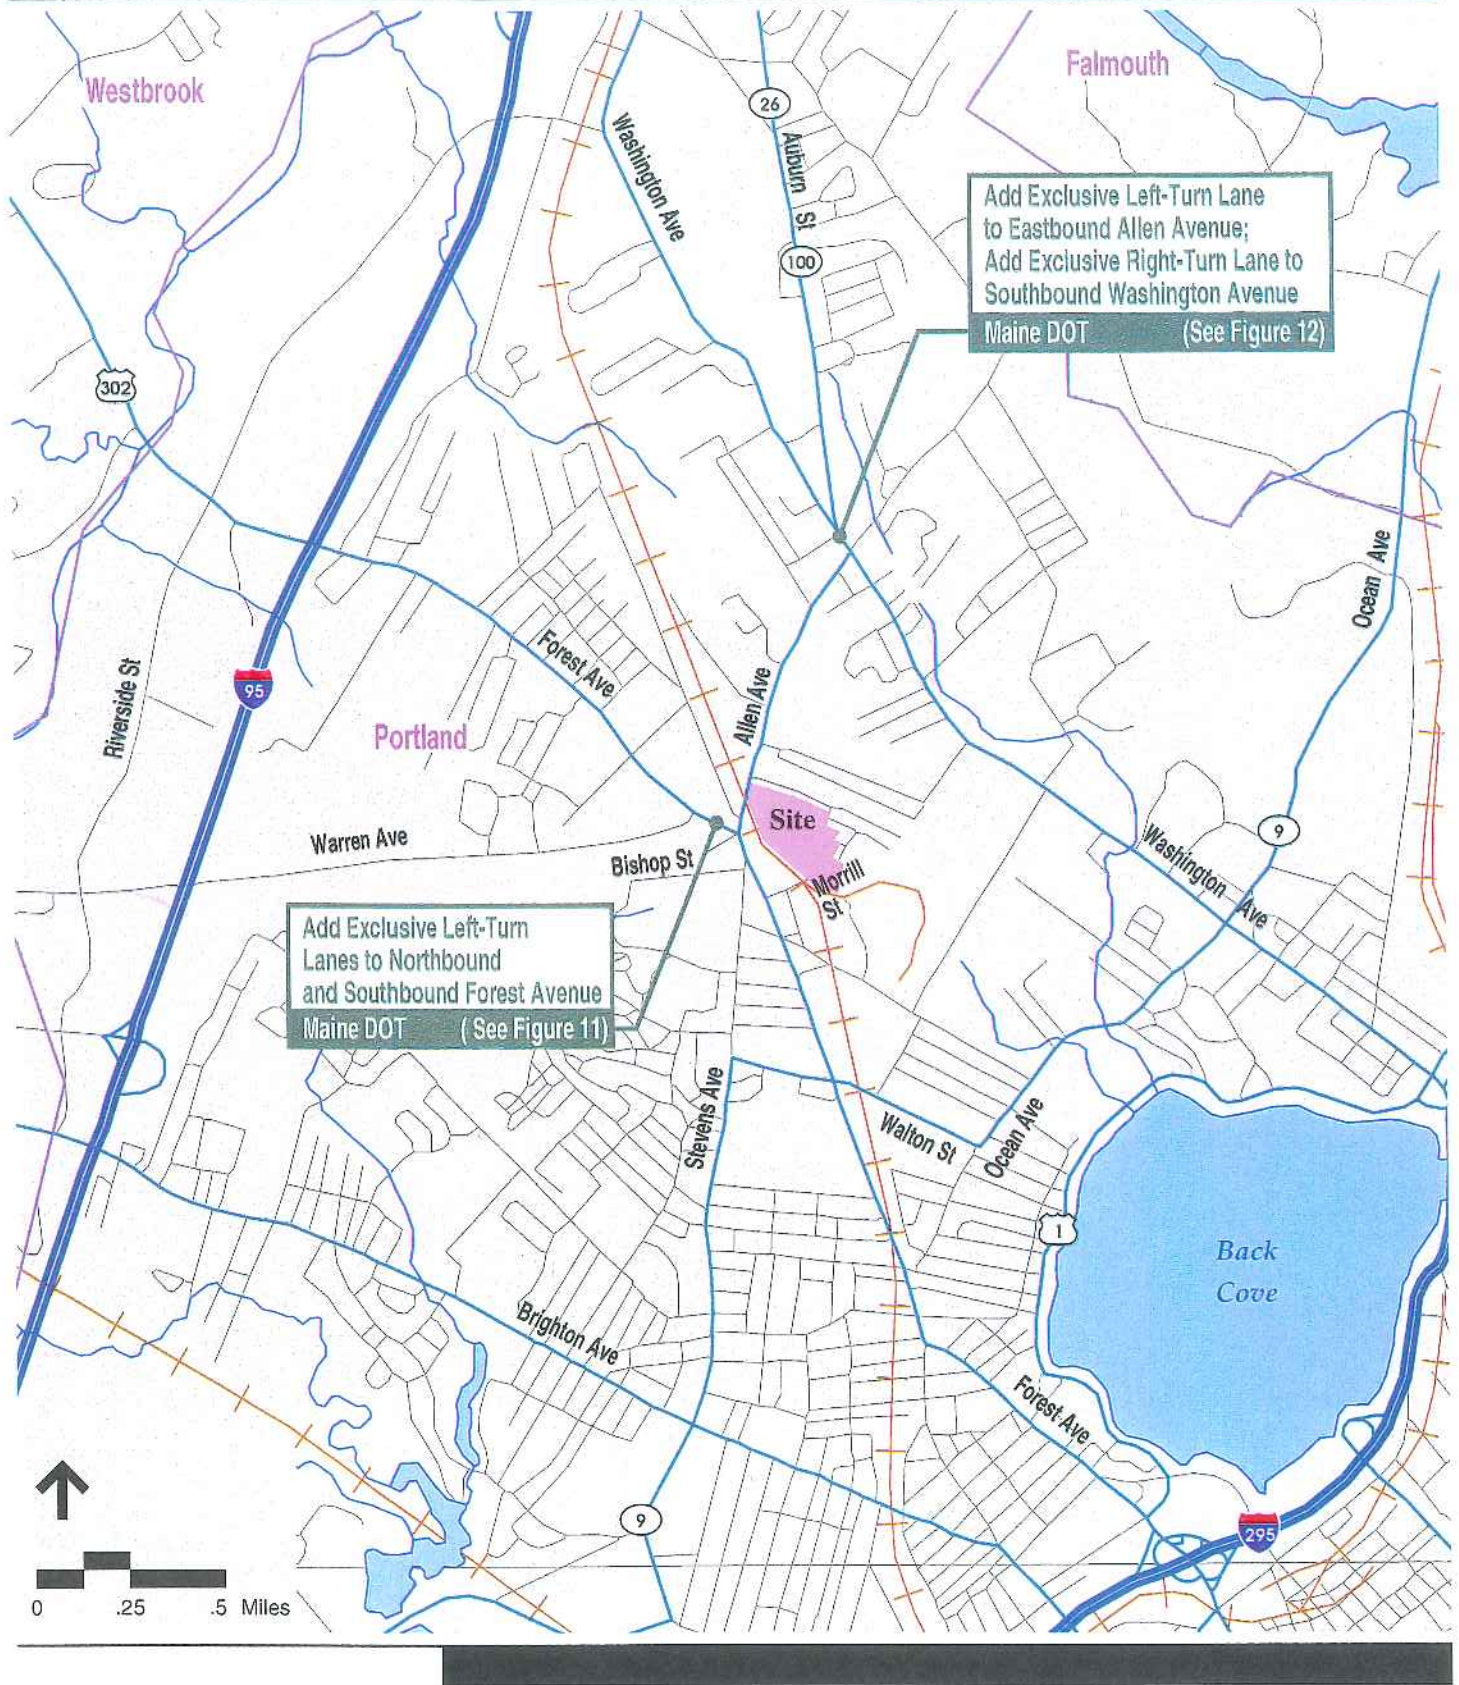 Westbrook
Falmouth
26
Washington Ave
Auburn St
100
Add Exclusive Left-Turn Lane
to Eastbound Allen Avenue;
Add Exclusive Right-Turn Lane to
Southbound Washington Avenue
Maine DOT (See Figure 12)
302
Ocean Ave
Forest Ave
Riverside St
95
Allen Ave
Portland
Site
9
Warren Ave
Bishop St
Morrill
St
Washington Ave
Add Exclusive Left-Turn
Lanes to Northbound
and Southbound Forest Avenue
Maine DOT ( See Figure 11)
Stevens Ave
Walton St
Ocean Ave
1
Back
Cove
Brighton Ave
Forest Ave
9
295
0 .25 .5 Miles